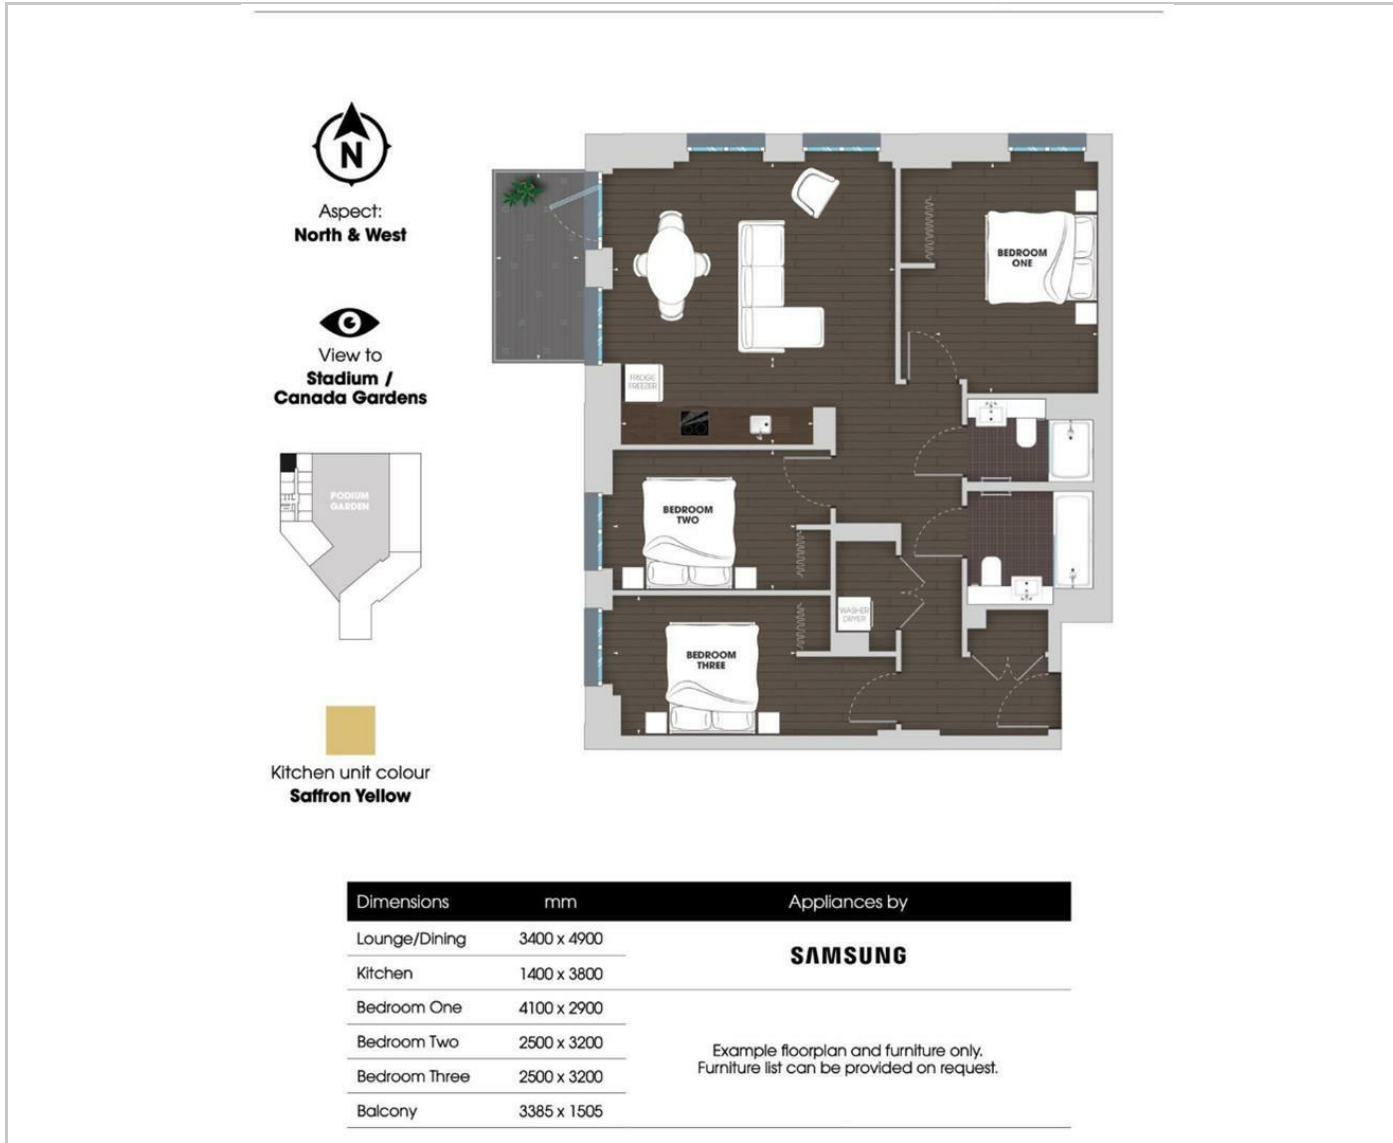 N
Aspect:
North & West
View to
Stadium /
Canada Gardens
PODIUM
GARDEN
Kitchen unit colour
Saffron Yellow
BEDROOM
ONE
FRIDGE
FREEZER
BEDROOM
TWO
WASHER
DRYER
BEDROOM
THREE
Dimensions mm Appliances by
Lounge/Dining 3400 x 4900
SAMSUNG
Kitchen 1400 x 3800
Bedroom One 4100 x 2900
Bedroom Two 2500 x 3200
Example floorplan and furniture only.
Furniture list can be provided on request.
Bedroom Three 2500 x 3200
Balcony 3385 x 1505